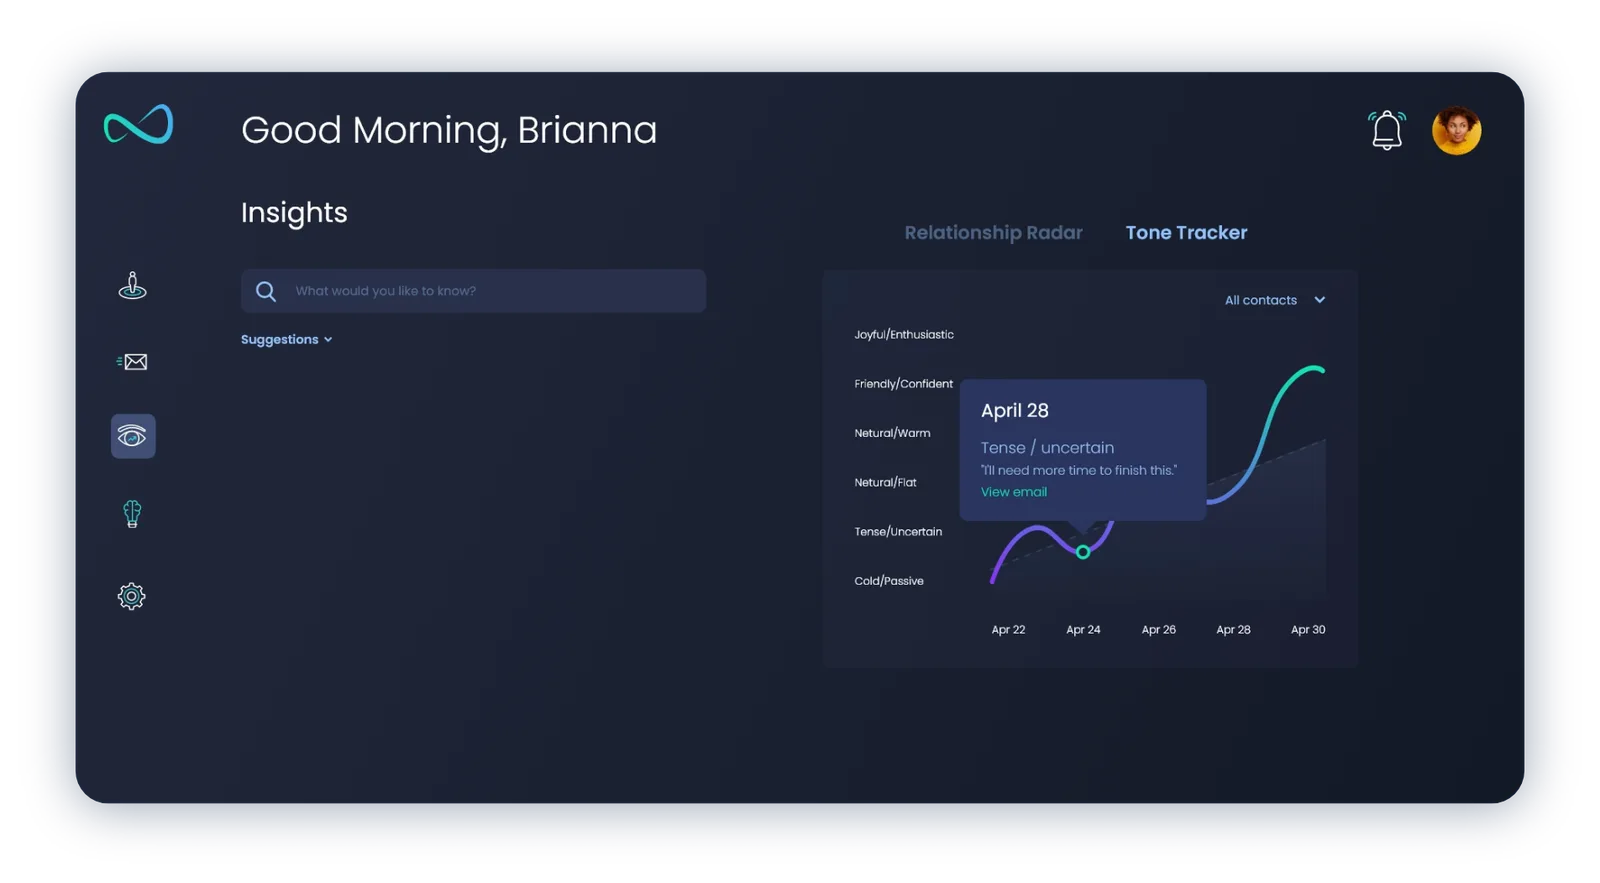 Good Morning, Brianna
Insights
What would you like to know?
Suggestions
Relationship Radar
Tone Tracker
All contacts
Joyful/Enthusiastic
Friendly/Confident
Netural/Warm
Netural/Flat
Tense/Uncertain
Cold/Passive
April 28
Tense / uncertain
"I'll need more time to finish this."
View email
Apr 22
Apr 24
Apr 26
Apr 28
Apr 30